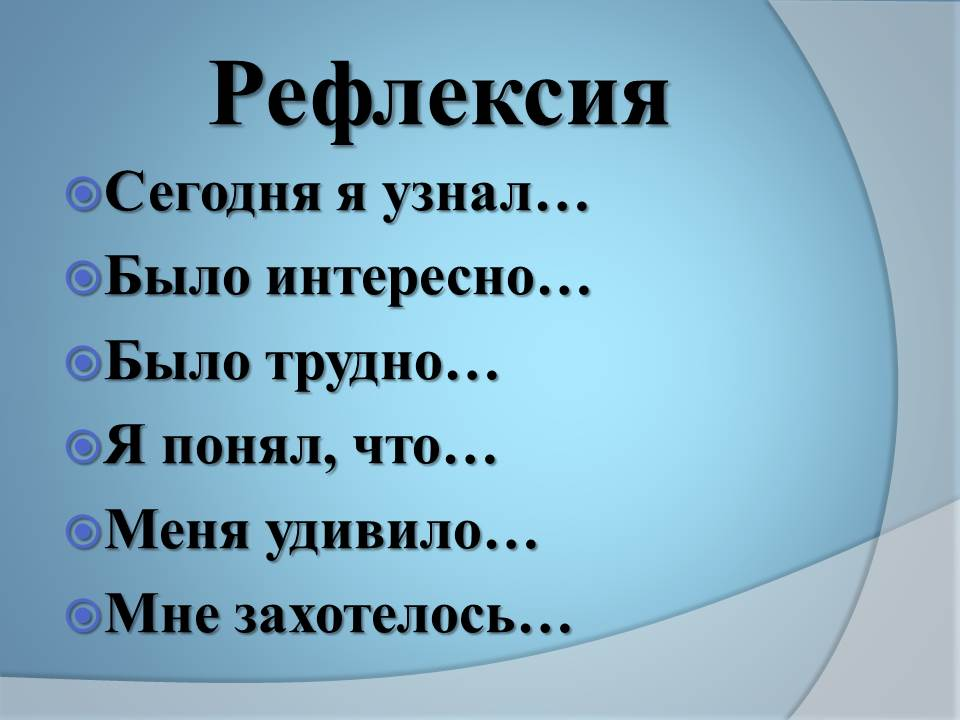 Рефлексия
Сегодня я узнал…
Было интересно…
Было трудно…
Я понял, что…
Меня удивило…
Мне захотелось…